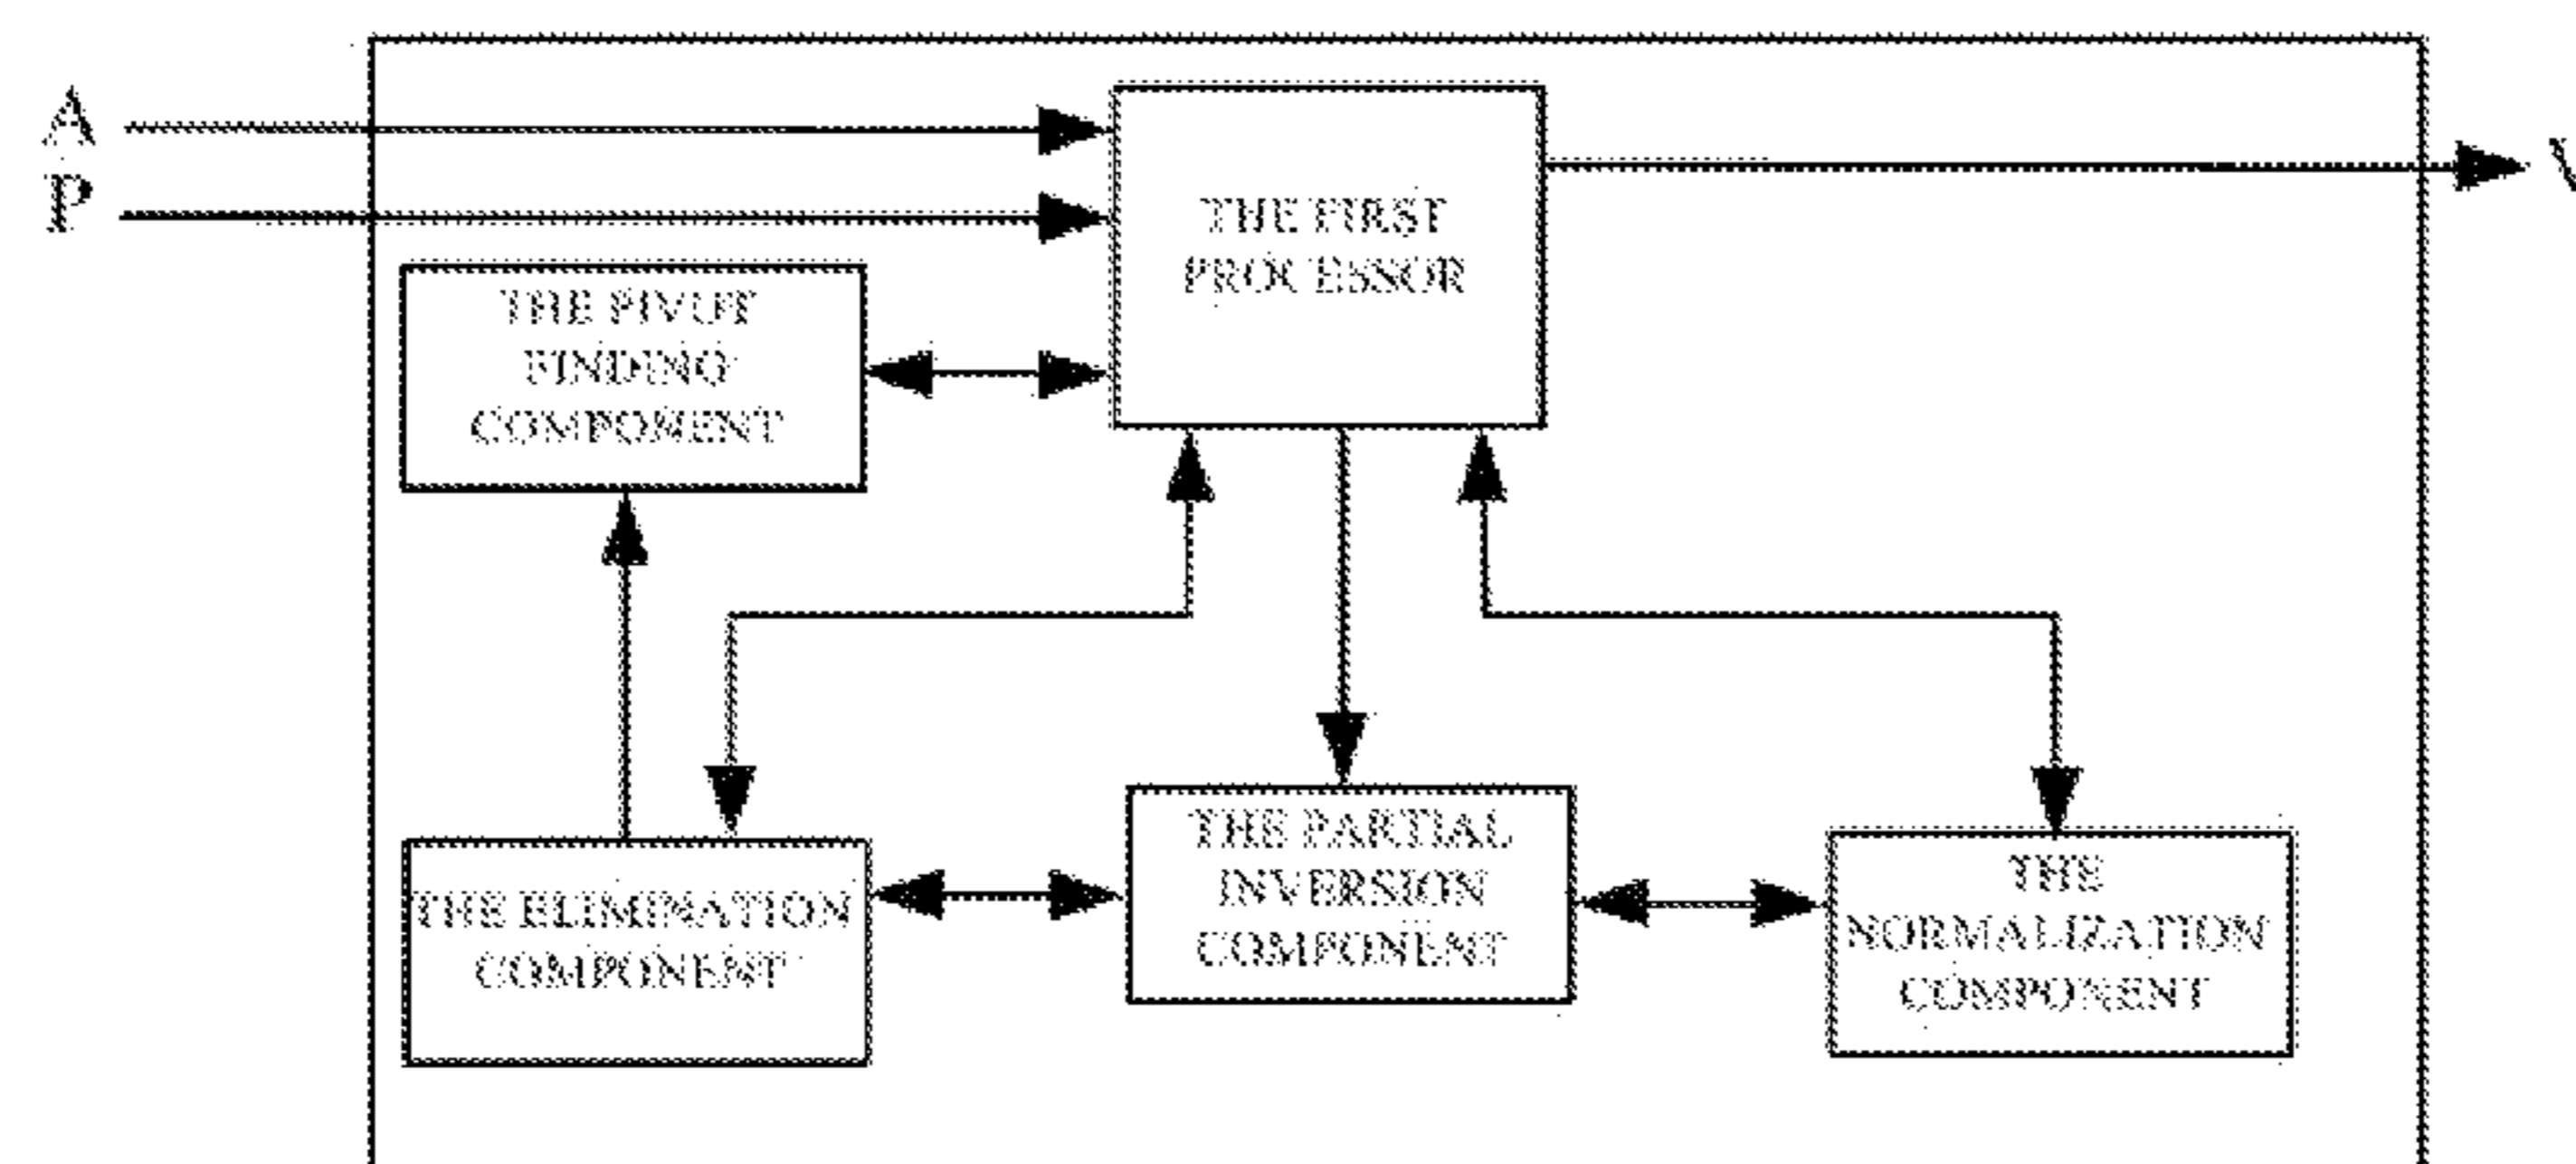 A
P
THE FIRST
PROCESSOR
THE PIVOT
FINDING
COMPONENT
THE ELIMINATION
COMPONENT
THE PARTIAL
INVERSION
COMPONENT
THE
NORMALIZATION
COMPONENT